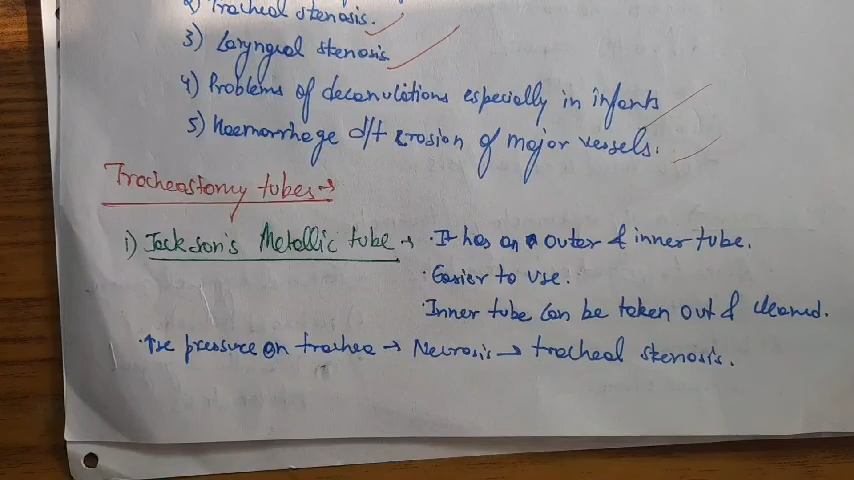 2) Tracheal stenosis.
3) Laryngeal stenosis.
4) Problems of decanulations especially in infants
5) Haemorrhage d/t erosion of major vessels.
Tracheostomy tubes →
i) Jackson's Metallic tube → · It has an outer & inner tube.
· Easier to use.
· Inner tube can be taken out & cleaned.
· ↑se pressure on trachea → Necrosis → tracheal stenosis.